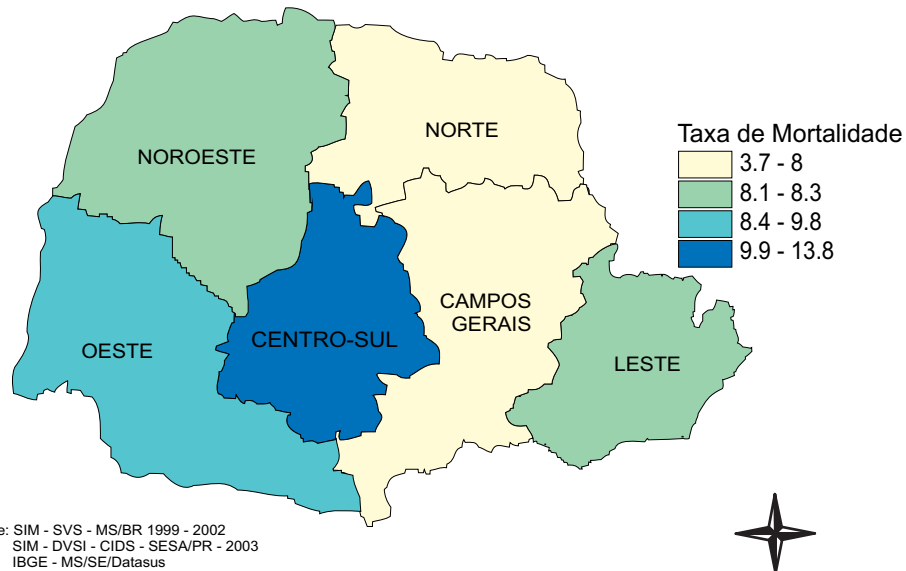 NORTE
NOROESTE
Taxa de Mortalidade
3.7 - 8
8.1 - 8.3
8.4 - 9.8
9.9 - 13.8
CAMPOS
GERAIS
CENTRO-SUL
OESTE
LESTE
e: SIM - SVS - MS/BR 1999 - 2002
SIM - DVSI - CIDS - SESA/PR - 2003
IBGE - MS/SE/Datasus